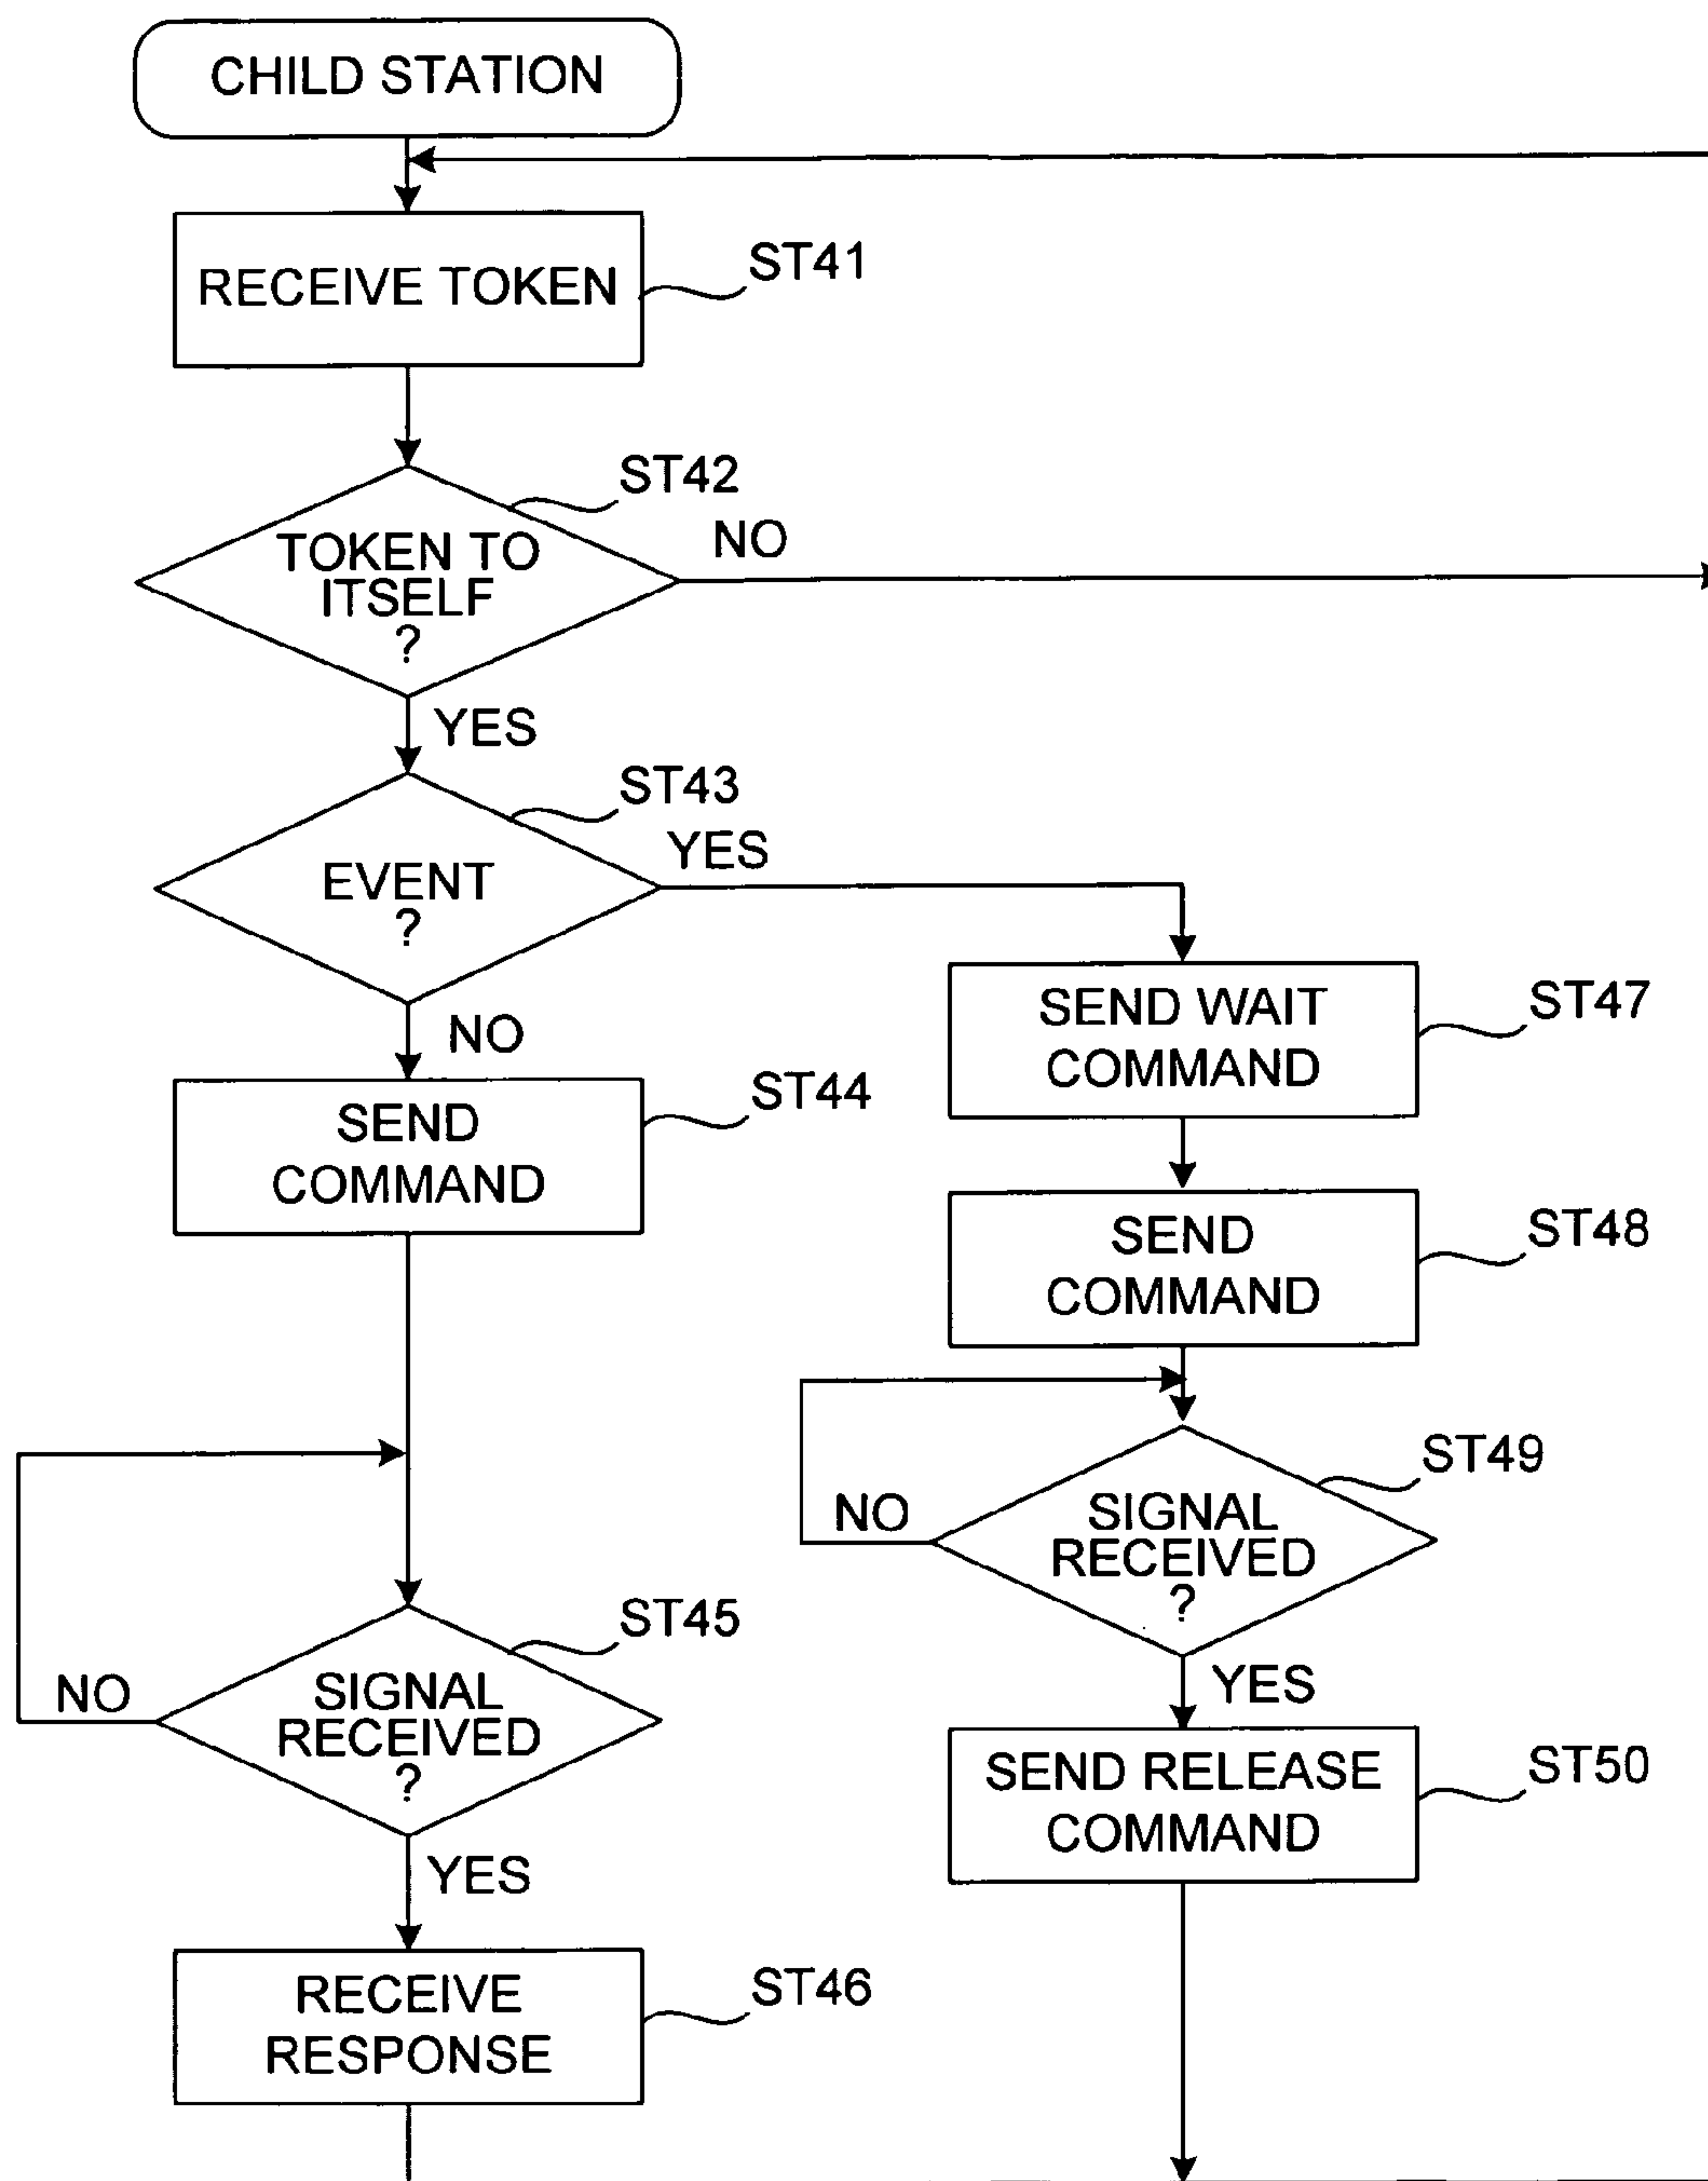 CHILD STATION
RECEIVE TOKEN
ST41
ST42
TOKEN TO
ITSELF
?
NO
YES
ST43
EVENT
?
YES
NO
SEND
COMMAND
ST44
SEND WAIT
COMMAND
ST47
SEND
COMMAND
ST48
SIGNAL
RECEIVED
?
ST49
NO
YES
SIGNAL
RECEIVED
?
ST45
NO
YES
SEND RELEASE
COMMAND
ST50
RECEIVE
RESPONSE
ST46